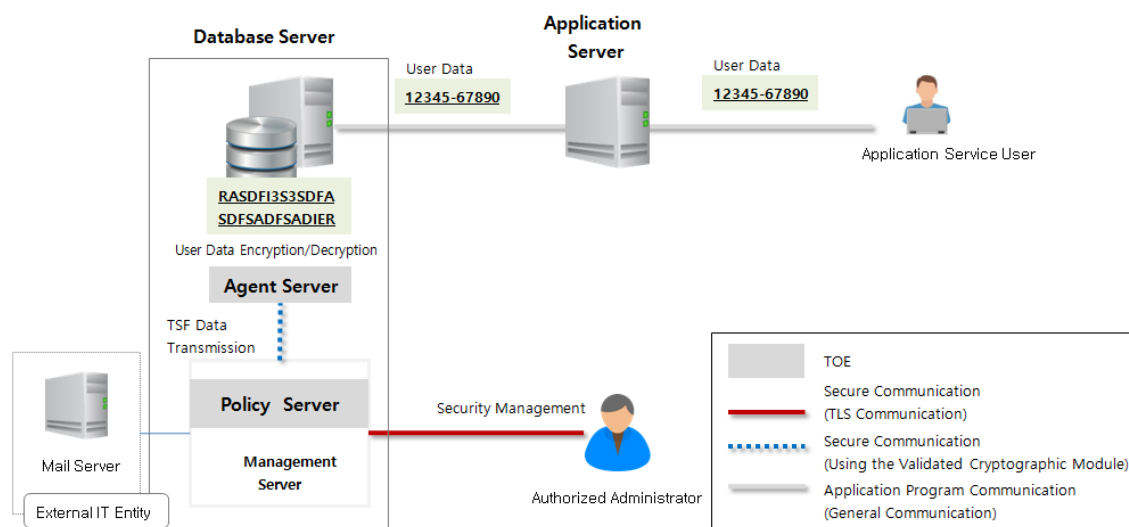 Database Server
Application
Server
User Data
12345-67890
User Data
12345-67890
Application Service User
RASDFI3S3SDFA
SDFSADFSADIER
User Data Encryption/Decryption
Agent Server
TSF Data
Transmission
Policy Server
Management
Server
Mail Server
External IT Entity
Security Management
Authorized Administrator
TOE
Secure Communication
(TLS Communication)
Secure Communication
(Using the Validated Cryptographic Module)
Application Program Communication
(General Communication)